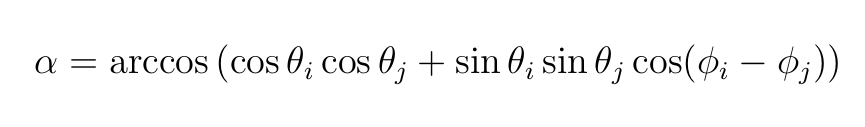 α = arccos (cos θ_i cos θ_j + sin θ_i sin θ_j cos(ϕ_i − ϕ_j))